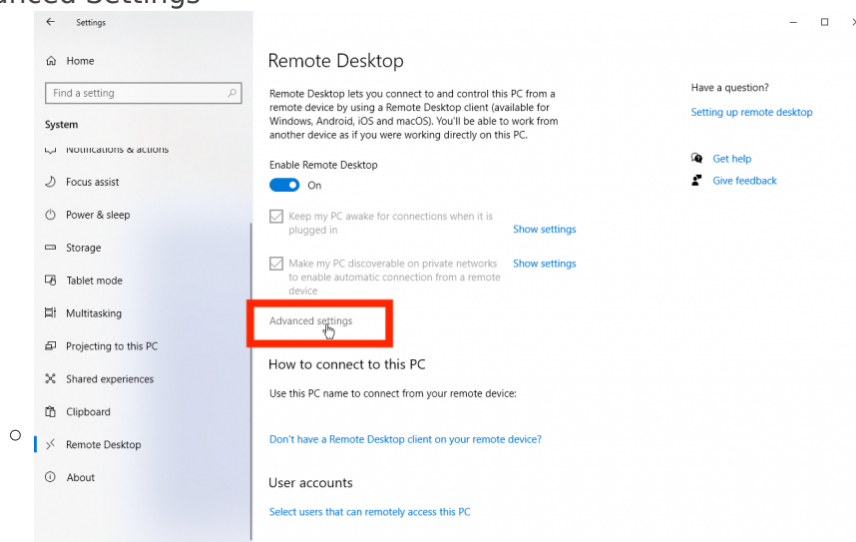 Settings
Home
Find a setting
System
Notifications & actions
Focus assist
Power & sleep
Storage
Tablet mode
Multitasking
Projecting to this PC
Shared experiences
Clipboard
Remote Desktop
About
Remote Desktop
Remote Desktop lets you connect to and control this PC from a
remote device by using a Remote Desktop client (available for
Windows, Android, iOS and macOS). You'll be able to work from
another device as if you were working directly on this PC.
Enable Remote Desktop
On
Keep my PC awake for connections when it is
plugged in
Show settings
Make my PC discoverable on private networks
to enable automatic connection from a remote
device
Show settings
Advanced settings
How to connect to this PC
Use this PC name to connect from your remote device:
Don't have a Remote Desktop client on your remote device?
User accounts
Select users that can remotely access this PC
Have a question?
Setting up remote desktop
Get help
Give feedback